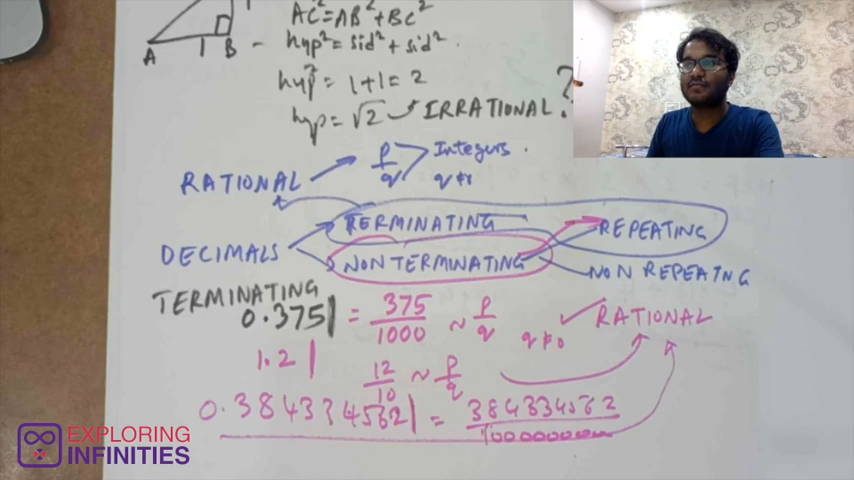 AC² = AB² + BC²
A 1 B – hyp² = sid² + sid².
hyp² = 1+1 = 2
hyp = √2 IRRATIONAL?
RATIONAL p/q Integers.
q≠
DECIMALS TERMINATING REPEATING
NON TERMINATING NON REPEATNG
TERMINATING
0.375| = 375/1000 ~ p/q q≠0 RATIONAL
1.2| 12/10 ~ p/q
0.384334562| = 384334562/1000000000
EXPLORING
INFINITIES